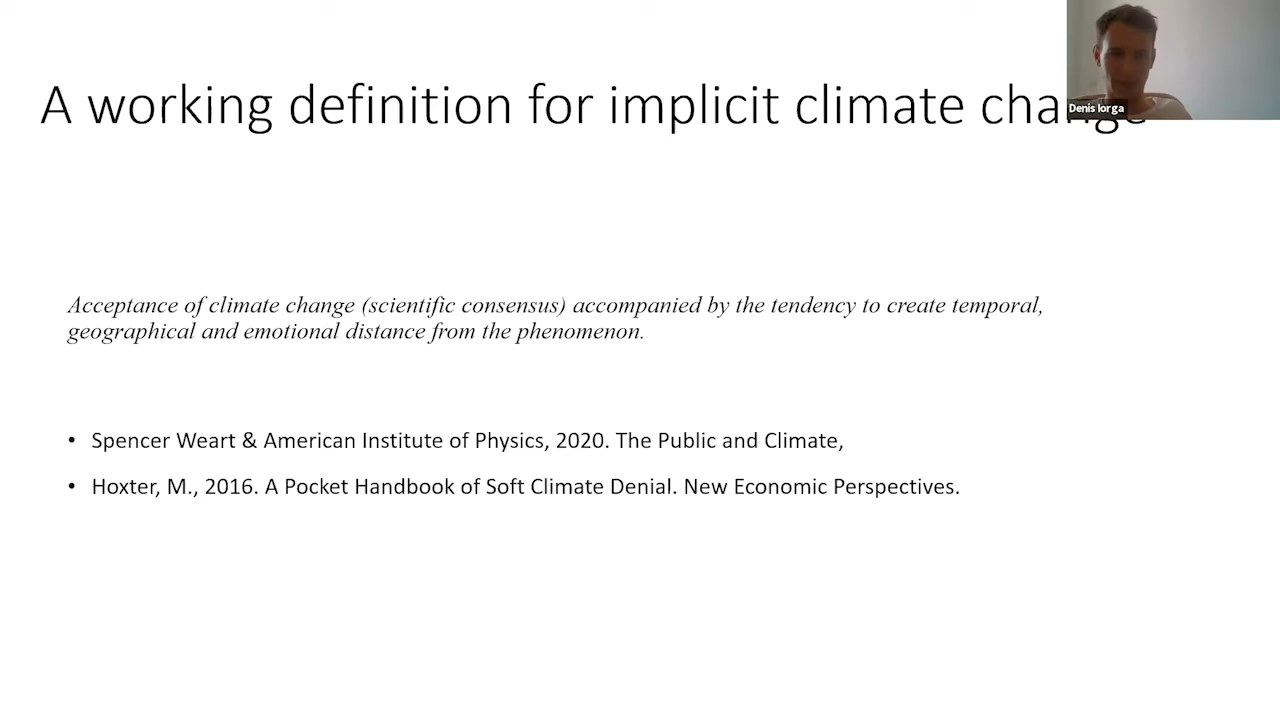 A working definition for implicit climate change
Denis Iorga
Acceptance of climate change (scientific consensus) accompanied by the tendency to create temporal,
geographical and emotional distance from the phenomenon.
• Spencer Weart & American Institute of Physics, 2020. The Public and Climate,
• Hoxter, M., 2016. A Pocket Handbook of Soft Climate Denial. New Economic Perspectives.